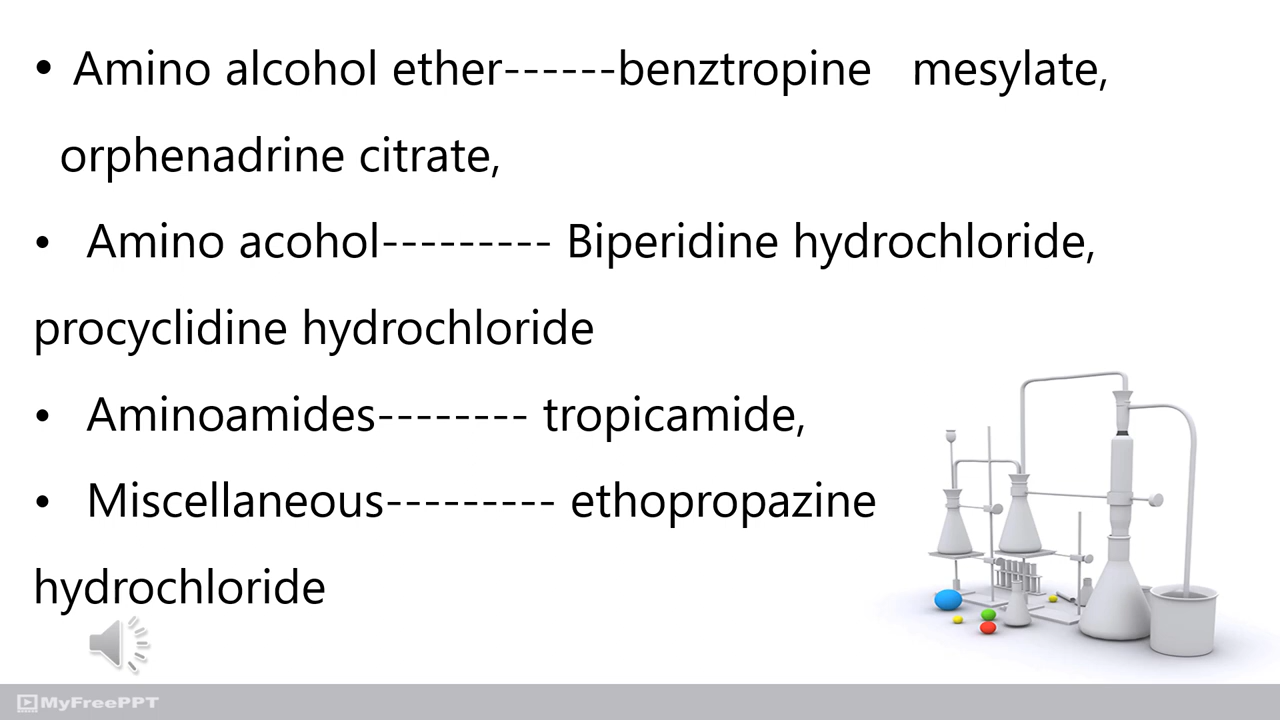 • Amino alcohol ether------benztropine mesylate,
orphenadrine citrate,
• Amino acohol--------- Biperidine hydrochloride,
procyclidine hydrochloride
• Aminoamides-------- tropicamide,
• Miscellaneous--------- ethopropazine
hydrochloride
MyFreePPT